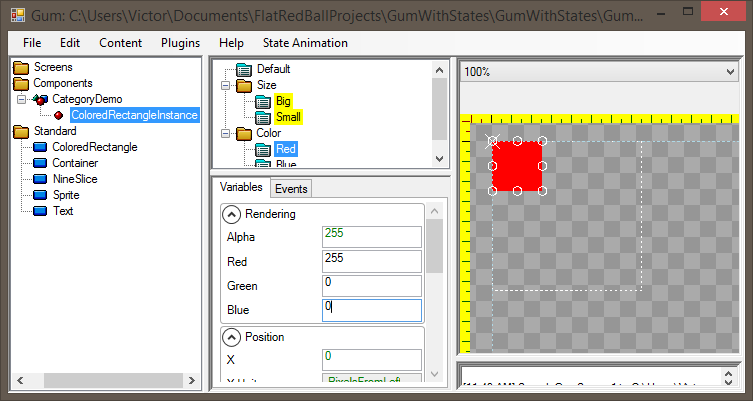 Gum: C:\Users\Victor\Documents\FlatRedBallProjects\GumWithStates\GumWithStates\Gum...
File Edit Content Plugins Help State Animation
Screens
Components
CategoryDemo
ColoredRectangleInstance
Standard
ColoredRectangle
Container
NineSlice
Sprite
Text
Default
Size
Big
Small
Color
Red
Blue
Variables Events
Rendering
Alpha 255
Red 255
Green 0
Blue 0
Position
X 0
X Units PixelsFromLeft
100%